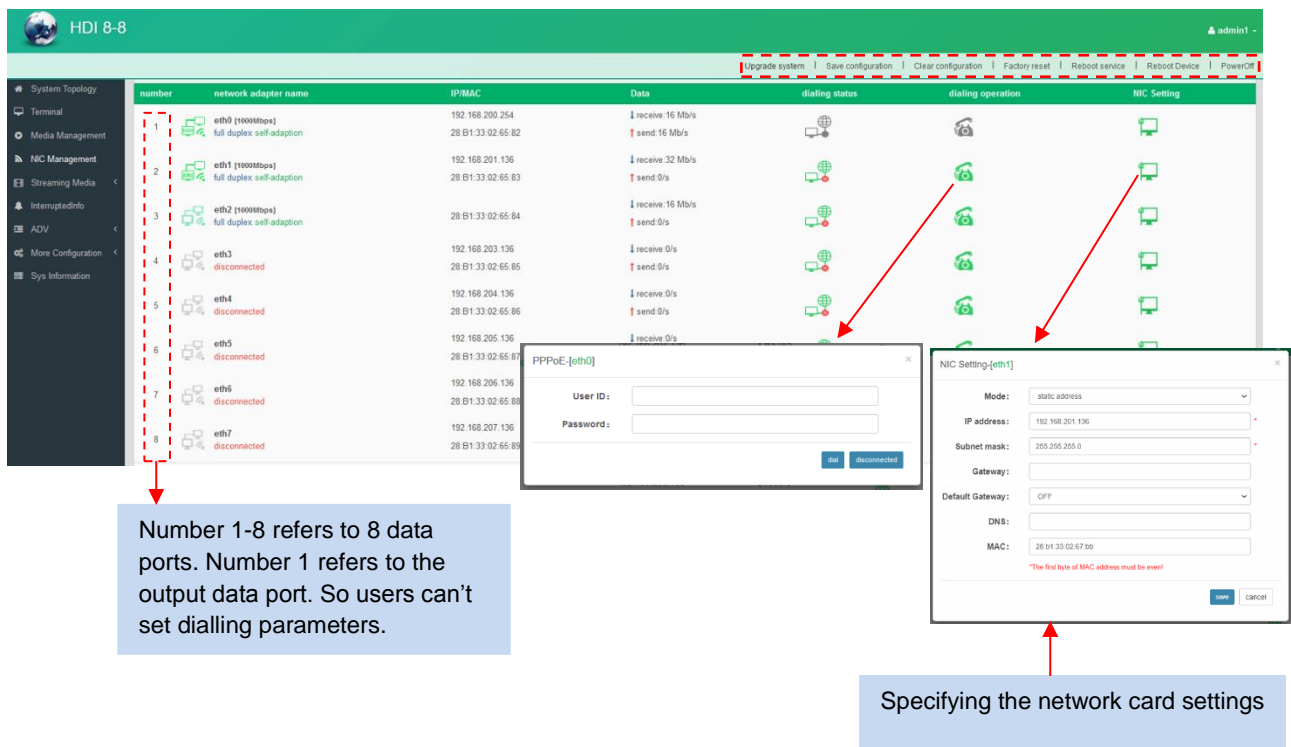 HDI 8-8
admin1
Upgrade system | Save configuration | Clear configuration | Factory reset | Reboot service | Reboot Device | PowerOff
System Topology
Terminal
Media Management
NIC Management
Streaming Media
InterruptedInfo
ADV
More Configuration
Sys Information
number network adapter name IP/MAC Data dialing status dialing operation NIC Setting
1 eth0 [1000Mbps] 192.168.200.254 receive:16 Mb/s
full duplex self-adaption 28:B1:33:02:65:82 send:16 Mb/s
2 eth1 [1000Mbps] 192.168.201.136 receive:32 Mb/s
full duplex self-adaption 28:B1:33:02:65:83 send:0/s
3 eth2 [1000Mbps] 28:B1:33:02:65:84 receive:16 Mb/s
full duplex self-adaption send:0/s
4 eth3 192.168.203.136 receive:0/s
disconnected 28:B1:33:02:65:85 send:0/s
5 eth4 192.168.204.136 receive:0/s
disconnected 28:B1:33:02:65:86 send:0/s
6 eth5 192.168.205.136 receive:0/s
disconnected 28:B1:33:02:65:87
7 eth6 192.168.206.136
disconnected 28:B1:33:02:65:88
8 eth7 192.168.207.136
disconnected 28:B1:33:02:65:89
PPPoE-[eth0] ×
User ID:
Password:
dial disconnected
NIC Setting-[eth1] ×
Mode: static address
IP address: 192.168.201.136 *
Subnet mask: 255.255.255.0 *
Gateway:
Default Gateway: OFF
DNS:
MAC: 28:b1:33:02:67:bb
*The first byte of MAC address must be even!
save cancel
Number 1-8 refers to 8 data
ports. Number 1 refers to the
output data port. So users can't
set dialling parameters.
Specifying the network card settings